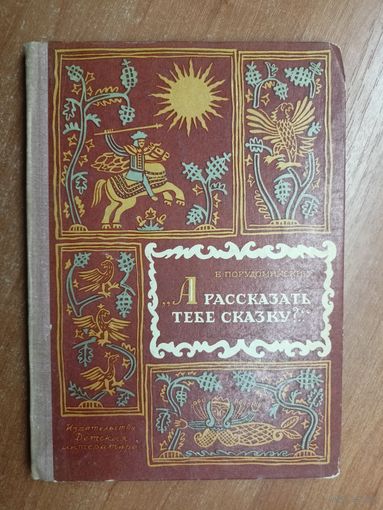 В. ПОРУДОМИНСКИЙ
„А РАССКАЗАТЬ
ТЕБЕ СКАЗКУ?.."
Издательство
Детская
литература